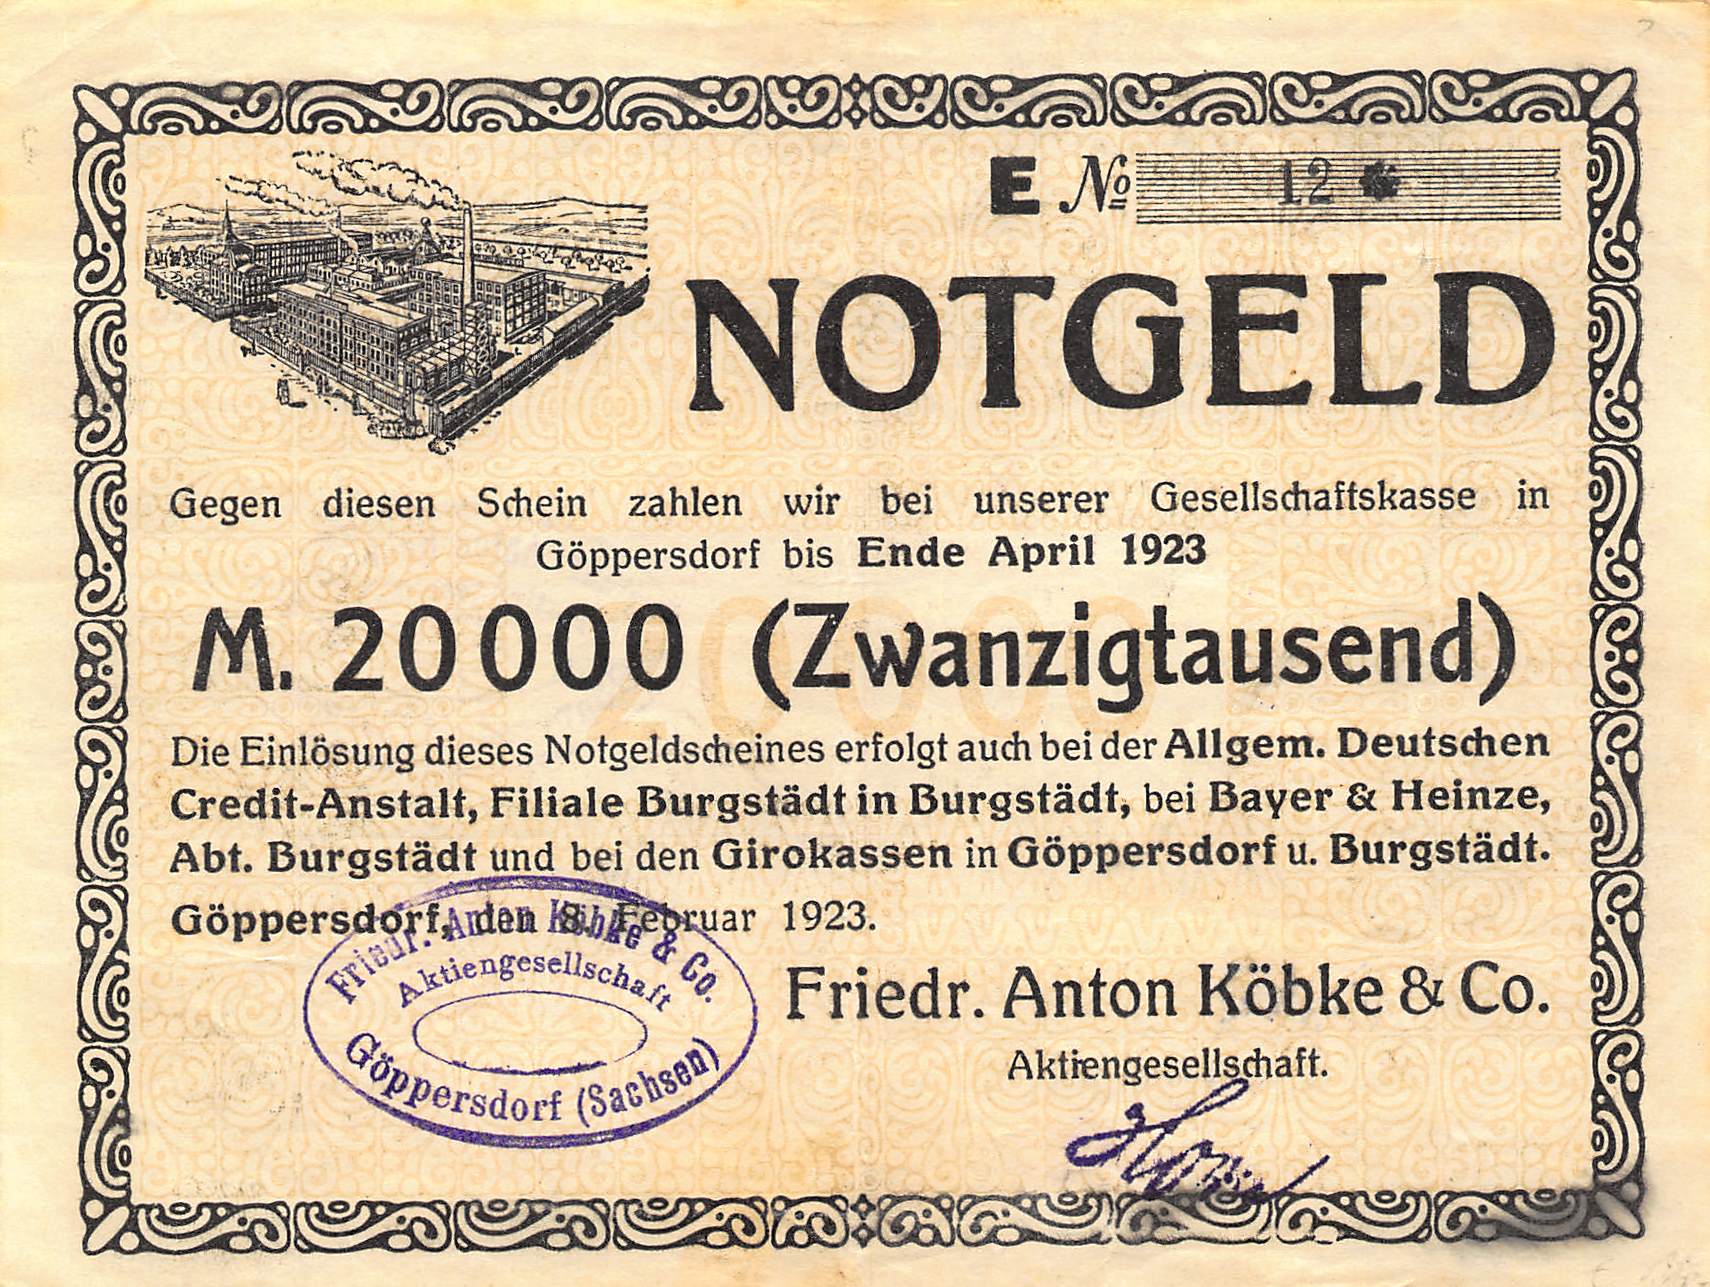 E No 12
NOTGELD
Gegen diesen Schein zahlen wir bei unserer Gesellschaftskasse in
Göppersdorf bis Ende April 1923
M. 20000 (Zwanzigtausend)
Die Einlösung dieses Notgeldscheines erfolgt auch bei der Allgem. Deutschen
Credit-Anstalt, Filiale Burgstädt in Burgstädt, bei Bayer & Heinze,
Abt. Burgstädt und bei den Girokassen in Göppersdorf u. Burgstädt.
Göppersdorf, den 8. Februar 1923.
Friedr. Anton Köbke & Co.
Aktiengesellschaft.
Friedr. Anton Köbke & Co.
Aktiengesellschaft
Göppersdorf (Sachsen)
20000